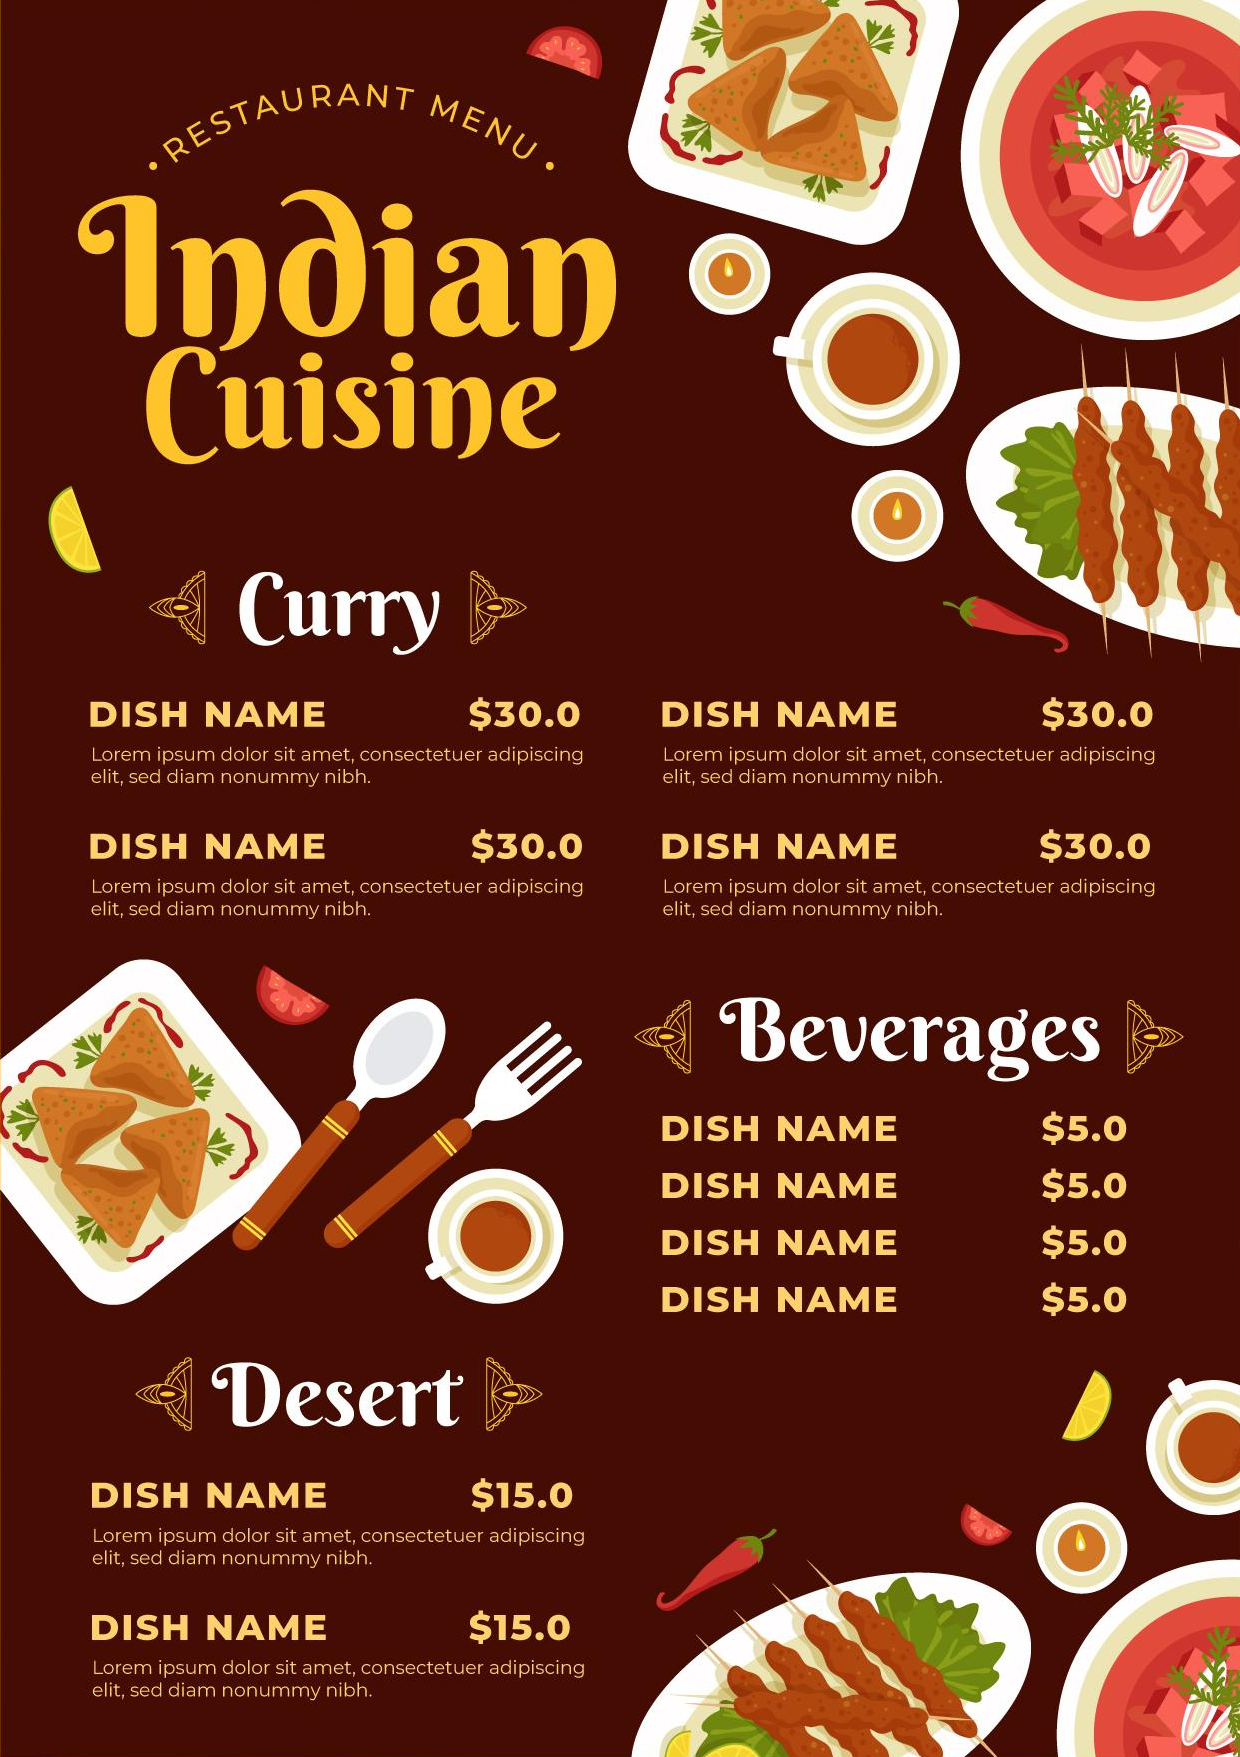 • RESTAURANT MENU •
Indian
Cuisine
Curry
DISH NAME $30.0
Lorem ipsum dolor sit amet, consectetuer adipiscing
elit, sed diam nonummy nibh.
DISH NAME $30.0
Lorem ipsum dolor sit amet, consectetuer adipiscing
elit, sed diam nonummy nibh.
DISH NAME $30.0
Lorem ipsum dolor sit amet, consectetuer adipiscing
elit, sed diam nonummy nibh.
DISH NAME $30.0
Lorem ipsum dolor sit amet, consectetuer adipiscing
elit, sed diam nonummy nibh.
Beverages
DISH NAME $5.0
DISH NAME $5.0
DISH NAME $5.0
DISH NAME $5.0
Desert
DISH NAME $15.0
Lorem ipsum dolor sit amet, consectetuer adipiscing
elit, sed diam nonummy nibh.
DISH NAME $15.0
Lorem ipsum dolor sit amet, consectetuer adipiscing
elit, sed diam nonummy nibh.